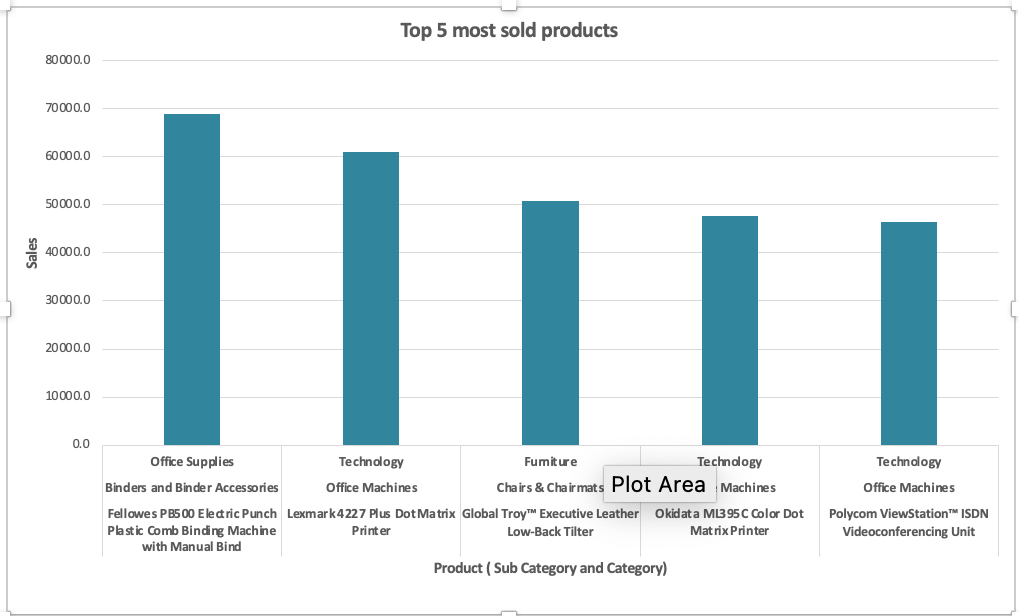 Top 5 most sold products
80000.0
70000.0
60000.0
50000.0
40000.0
30000.0
20000.0
10000.0
0.0
Sales
Office Supplies
Technology
Furniture
Technology
Technology
Binders and Binder Accessories
Office Machines
Chairs & Chairmats
Machines
Office Machines
Plot Area
Fellowes PB500 Electric Punch
Plastic Comb Binding Machine
with Manual Bind
Lexmark 4227 Plus Dot Matrix
Printer
Global Troy™ Executive Leather
Low-Back Tilter
Okidata ML395C Color Dot
Matrix Printer
Polycom ViewStation™ ISDN
Videoconferencing Unit
Product ( Sub Category and Category)